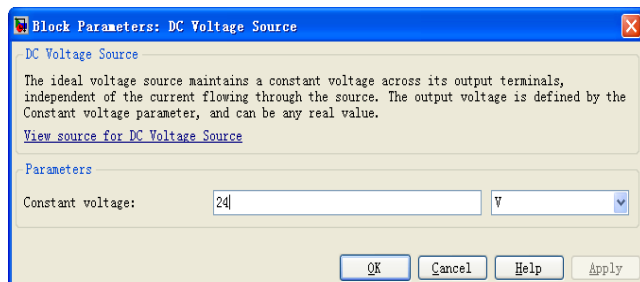 Block Parameters: DC Voltage Source
DC Voltage Source
The ideal voltage source maintains a constant voltage across its output terminals,
independent of the current flowing through the source. The output voltage is defined by the
Constant voltage parameter, and can be any real value.
View source for DC Voltage Source
Parameters
Constant voltage: 24 V
OK Cancel Help Apply